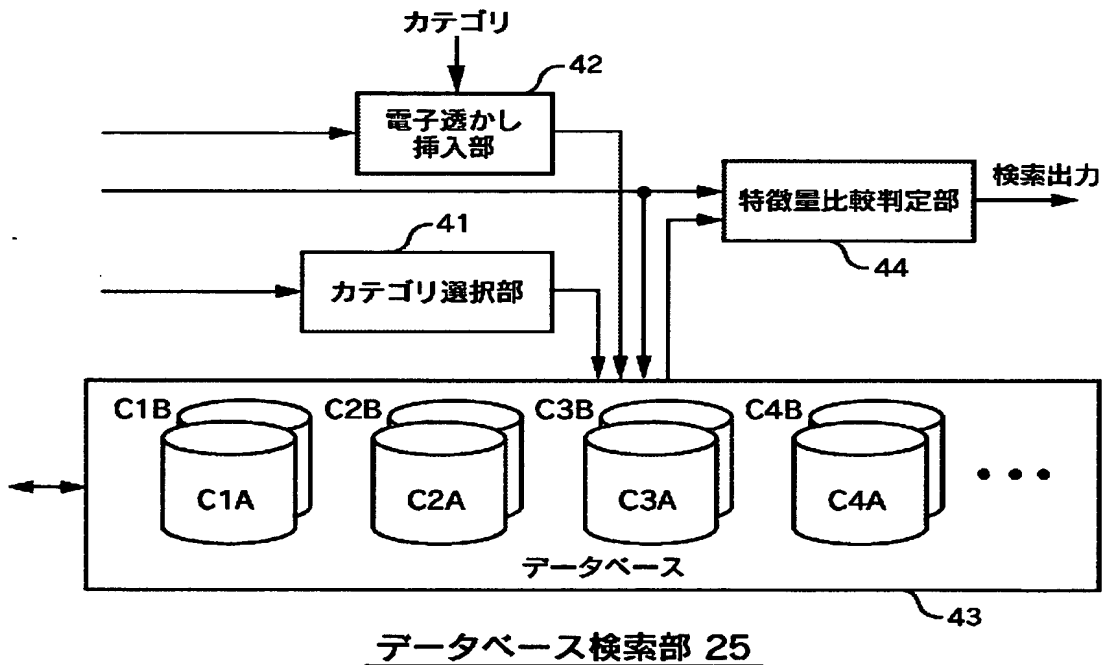 カテゴリ
42
電子透かし
挿入部
検索出力
特徴量比較判定部
44
41
カテゴリ選択部
C1B
C2B
C3B
C4B
C1A
C2A
C3A
C4A
データベース
43
データベース検索部 25